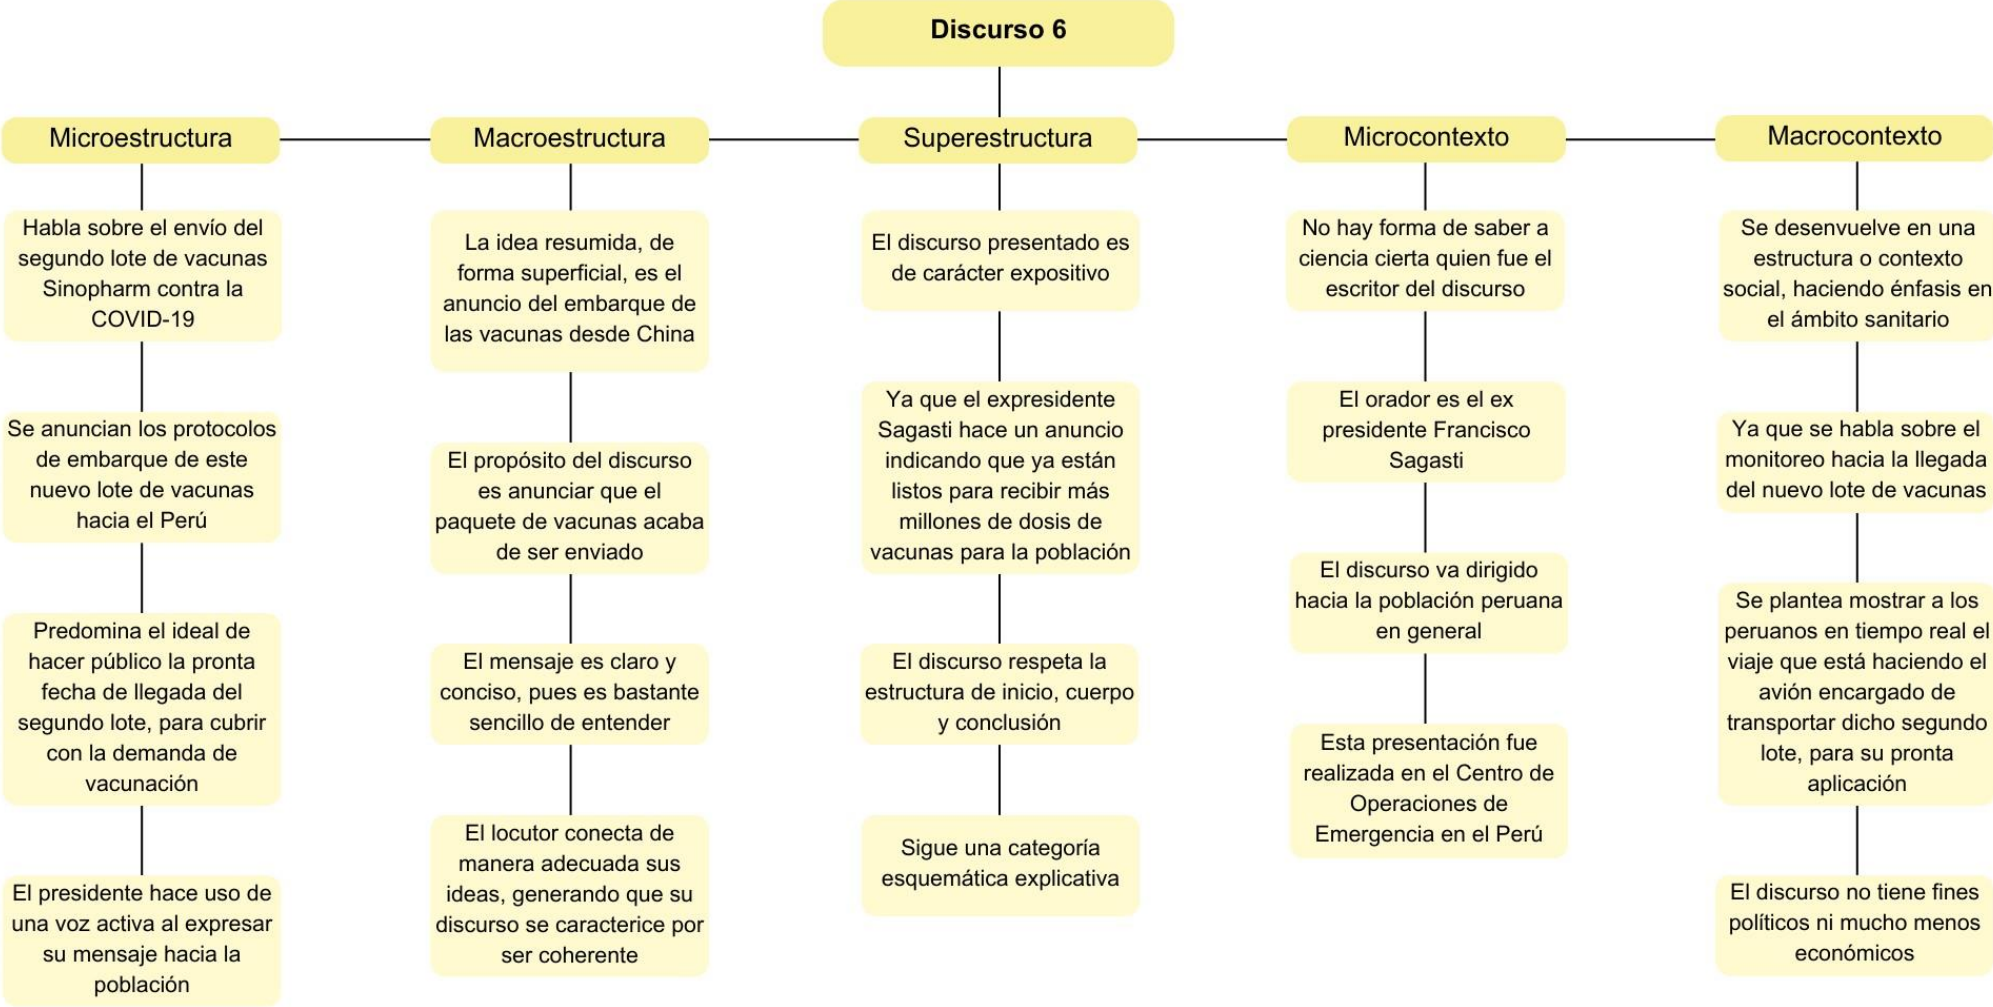 Discurso 6
Microestructura
Macroestructura
Superestructura
Microcontexto
Macrocontexto
Habla sobre el envío del
segundo lote de vacunas
Sinopharm contra la
COVID-19
Se anuncian los protocolos
de embarque de este
nuevo lote de vacunas
hacia el Perú
Predomina el ideal de
hacer público la pronta
fecha de llegada del
segundo lote, para cubrir
con la demanda de
vacunación
El presidente hace uso de
una voz activa al expresar
su mensaje hacia la
población
La idea resumida, de
forma superficial, es el
anuncio del embarque de
las vacunas desde China
El propósito del discurso
es anunciar que el
paquete de vacunas acaba
de ser enviado
El mensaje es claro y
conciso, pues es bastante
sencillo de entender
El locutor conecta de
manera adecuada sus
ideas, generando que su
discurso se caracterice por
ser coherente
El discurso presentado es
de carácter expositivo
Ya que el expresidente
Sagasti hace un anuncio
indicando que ya están
listos para recibir más
millones de dosis de
vacunas para la población
El discurso respeta la
estructura de inicio, cuerpo
y conclusión
Sigue una categoría
esquemática explicativa
No hay forma de saber a
ciencia cierta quien fue el
escritor del discurso
El orador es el ex
presidente Francisco
Sagasti
El discurso va dirigido
hacia la población peruana
en general
Esta presentación fue
realizada en el Centro de
Operaciones de
Emergencia en el Perú
Se desenvuelve en una
estructura o contexto
social, haciendo énfasis en
el ámbito sanitario
Ya que se habla sobre el
monitoreo hacia la llegada
del nuevo lote de vacunas
Se plantea mostrar a los
peruanos en tiempo real el
viaje que está haciendo el
avión encargado de
transportar dicho segundo
lote, para su pronta
aplicación
El discurso no tiene fines
políticos ni mucho menos
económicos